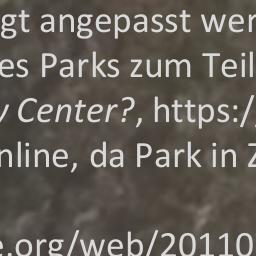 gt angepasst wer
es Parks zum Teil
Center?, https:/
nline, da Park in Z
e.org/web/20110